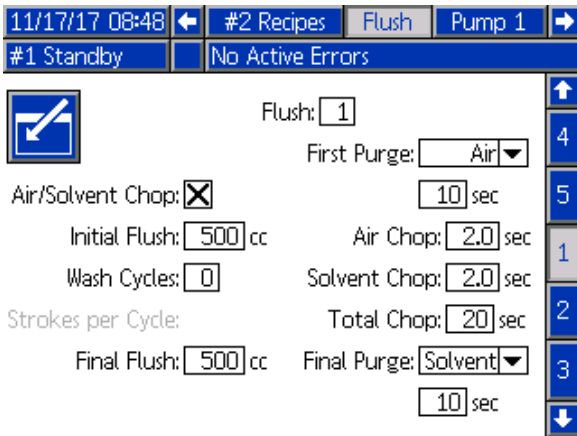 11/17/17 08:48 #2 Recipes Flush Pump 1
#1 Standby No Active Errors
Flush: 1
First Purge: Air
4
Air/Solvent Chop: X 10 sec
5
Initial Flush: 500 cc Air Chop: 2.0 sec
1
Wash Cycles: 0 Solvent Chop: 2.0 sec
2
Strokes per Cycle: Total Chop: 20 sec
Final Flush: 500 cc Final Purge: Solvent
3
10 sec